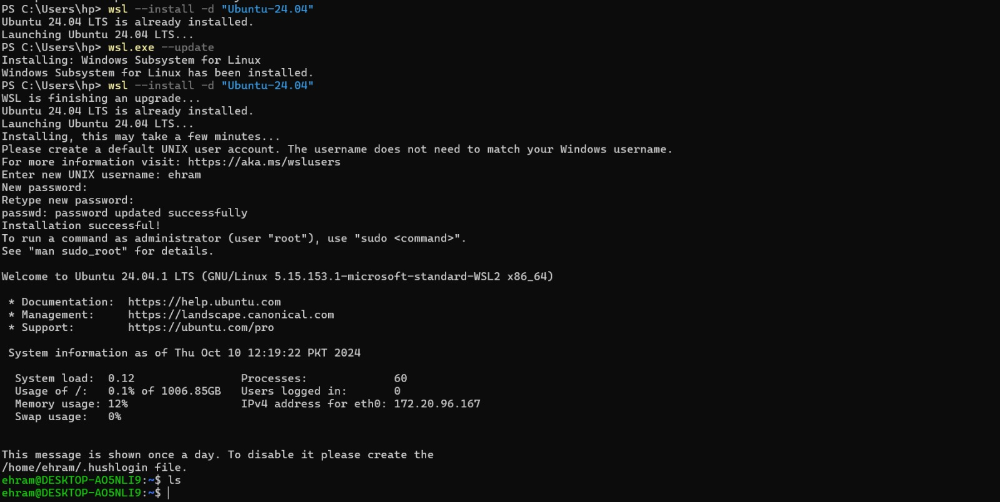 PS C:\Users\hp> wsl --install -d "Ubuntu-24.04"
Ubuntu 24.04 LTS is already installed.
Launching Ubuntu 24.04 LTS...
PS C:\Users\hp> wsl.exe --update
Installing: Windows Subsystem for Linux
Windows Subsystem for Linux has been installed.
PS C:\Users\hp> wsl --install -d "Ubuntu-24.04"
WSL is finishing an upgrade...
Ubuntu 24.04 LTS is already installed.
Launching Ubuntu 24.04 LTS...
Installing, this may take a few minutes...
Please create a default UNIX user account. The username does not need to match your Windows username.
For more information visit: https://aka.ms/wslusers
Enter new UNIX username: ehram
New password:
Retype new password:
passwd: password updated successfully
Installation successful!
To run a command as administrator (user "root"), use "sudo <command>".
See "man sudo_root" for details.

Welcome to Ubuntu 24.04.1 LTS (GNU/Linux 5.15.153.1-microsoft-standard-WSL2 x86_64)

 * Documentation:  https://help.ubuntu.com
 * Management:     https://landscape.canonical.com
 * Support:        https://ubuntu.com/pro

 System information as of Thu Oct 10 12:19:22 PKT 2024

  System load:  0.12                Processes:             60
  Usage of /:   0.1% of 1006.85GB   Users logged in:       0
  Memory usage: 12%                 IPv4 address for eth0: 172.20.96.167
  Swap usage:   0%

This message is shown once a day. To disable it please create the
/home/ehram/.hushlogin file.
ehram@DESKTOP-AO5NLI9:~$ ls
ehram@DESKTOP-AO5NLI9:~$